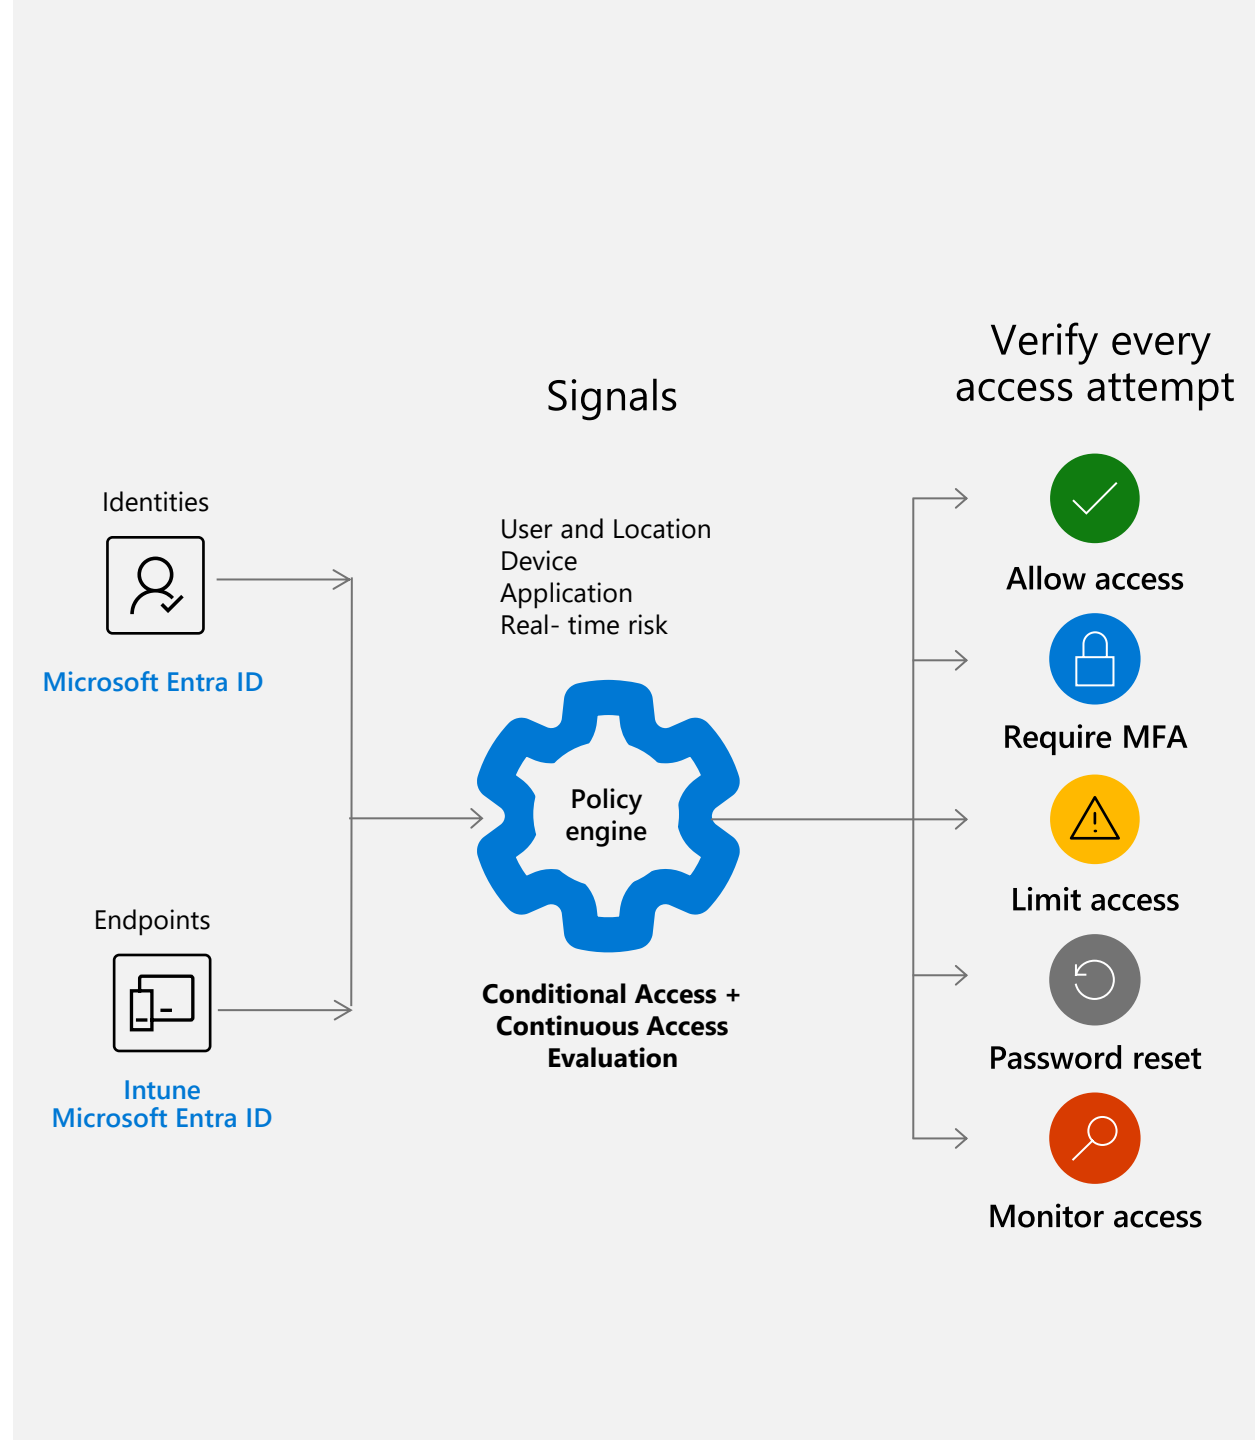 Verify every
access attempt
Signals
Identities
Microsoft Entra ID
Endpoints
Intune
Microsoft Entra ID
User and Location
Device
Application
Real- time risk
Policy
engine
Conditional Access +
Continuous Access
Evaluation
Allow access
Require MFA
Limit access
Password reset
Monitor access